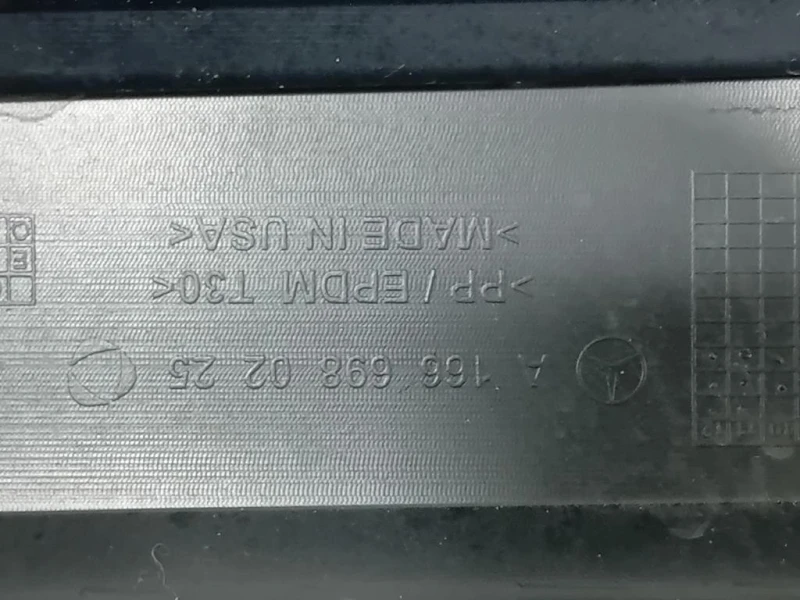 A 166 698 02 25
>PP / EPDM T30<
>MADE IN USA<